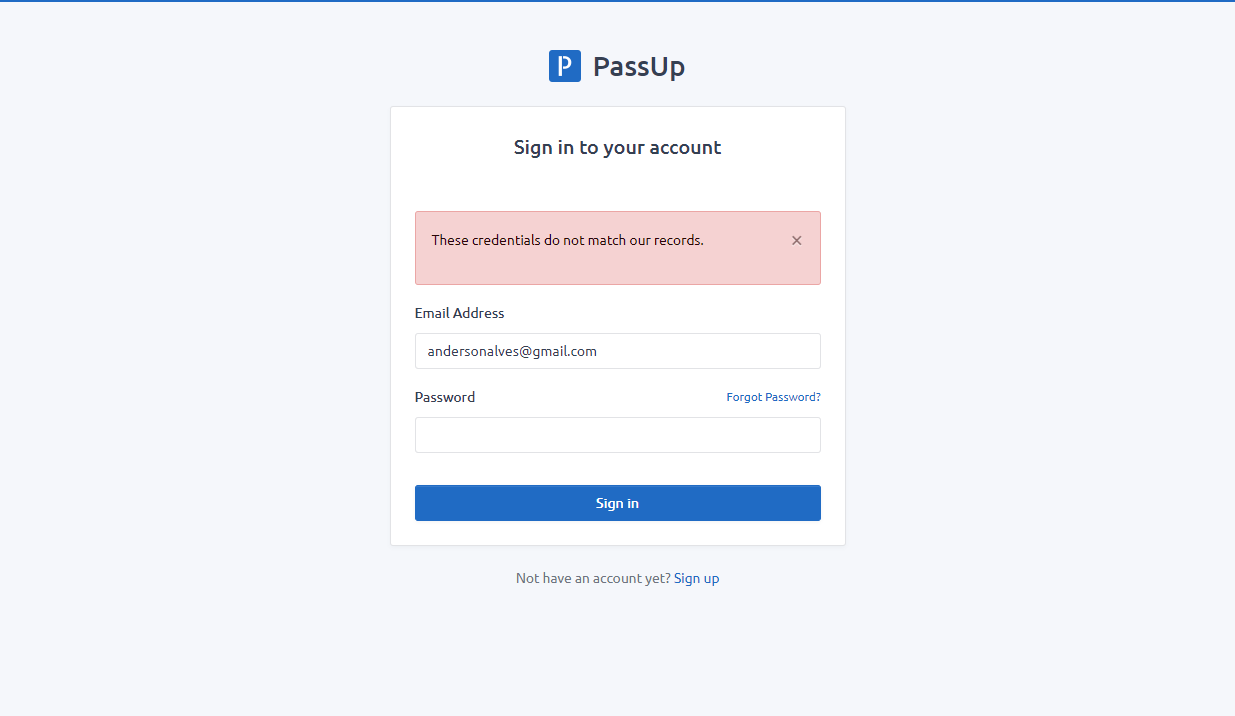 PassUp
Sign in to your account
These credentials do not match our records.
Email Address
andersonalves@gmail.com
Password
Forgot Password?
Sign in
Not have an account yet? Sign up